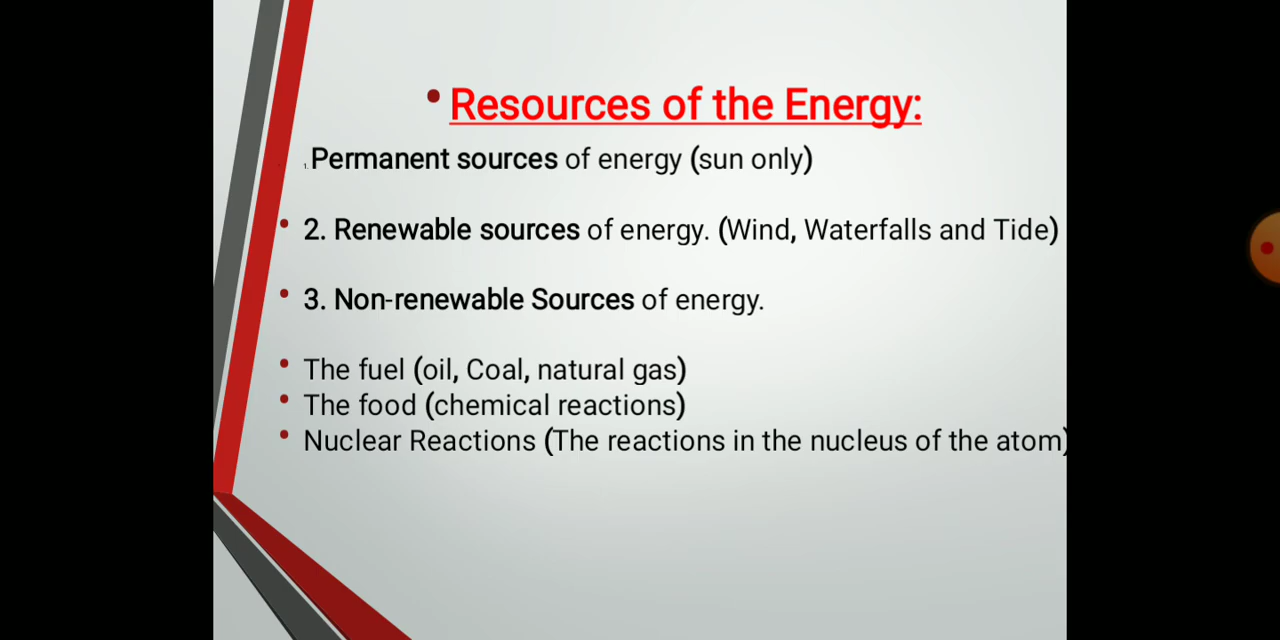 Resources of the Energy:
1. Permanent sources of energy (sun only)
2. Renewable sources of energy. (Wind, Waterfalls and Tide)
3. Non-renewable Sources of energy.
The fuel (oil, Coal, natural gas)
The food (chemical reactions)
Nuclear Reactions (The reactions in the nucleus of the atom)